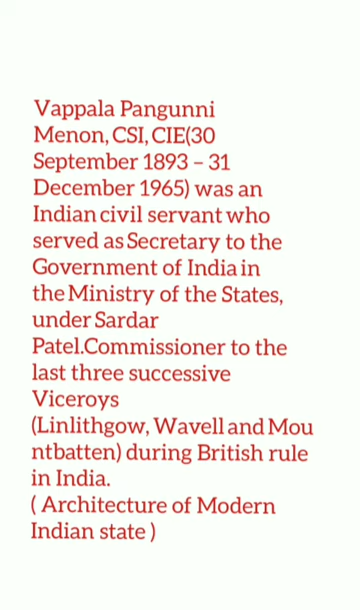 Vappala Pangunni
Menon, CSI, CIE(30
September 1893 – 31
December 1965) was an
Indian civil servant who
served as Secretary to the
Government of India in
the Ministry of the States,
under Sardar
Patel.Commissioner to the
last three successive
Viceroys
(Linlithgow, Wavell and Mou
ntbatten) during British rule
in India.
( Architecture of Modern
Indian state )